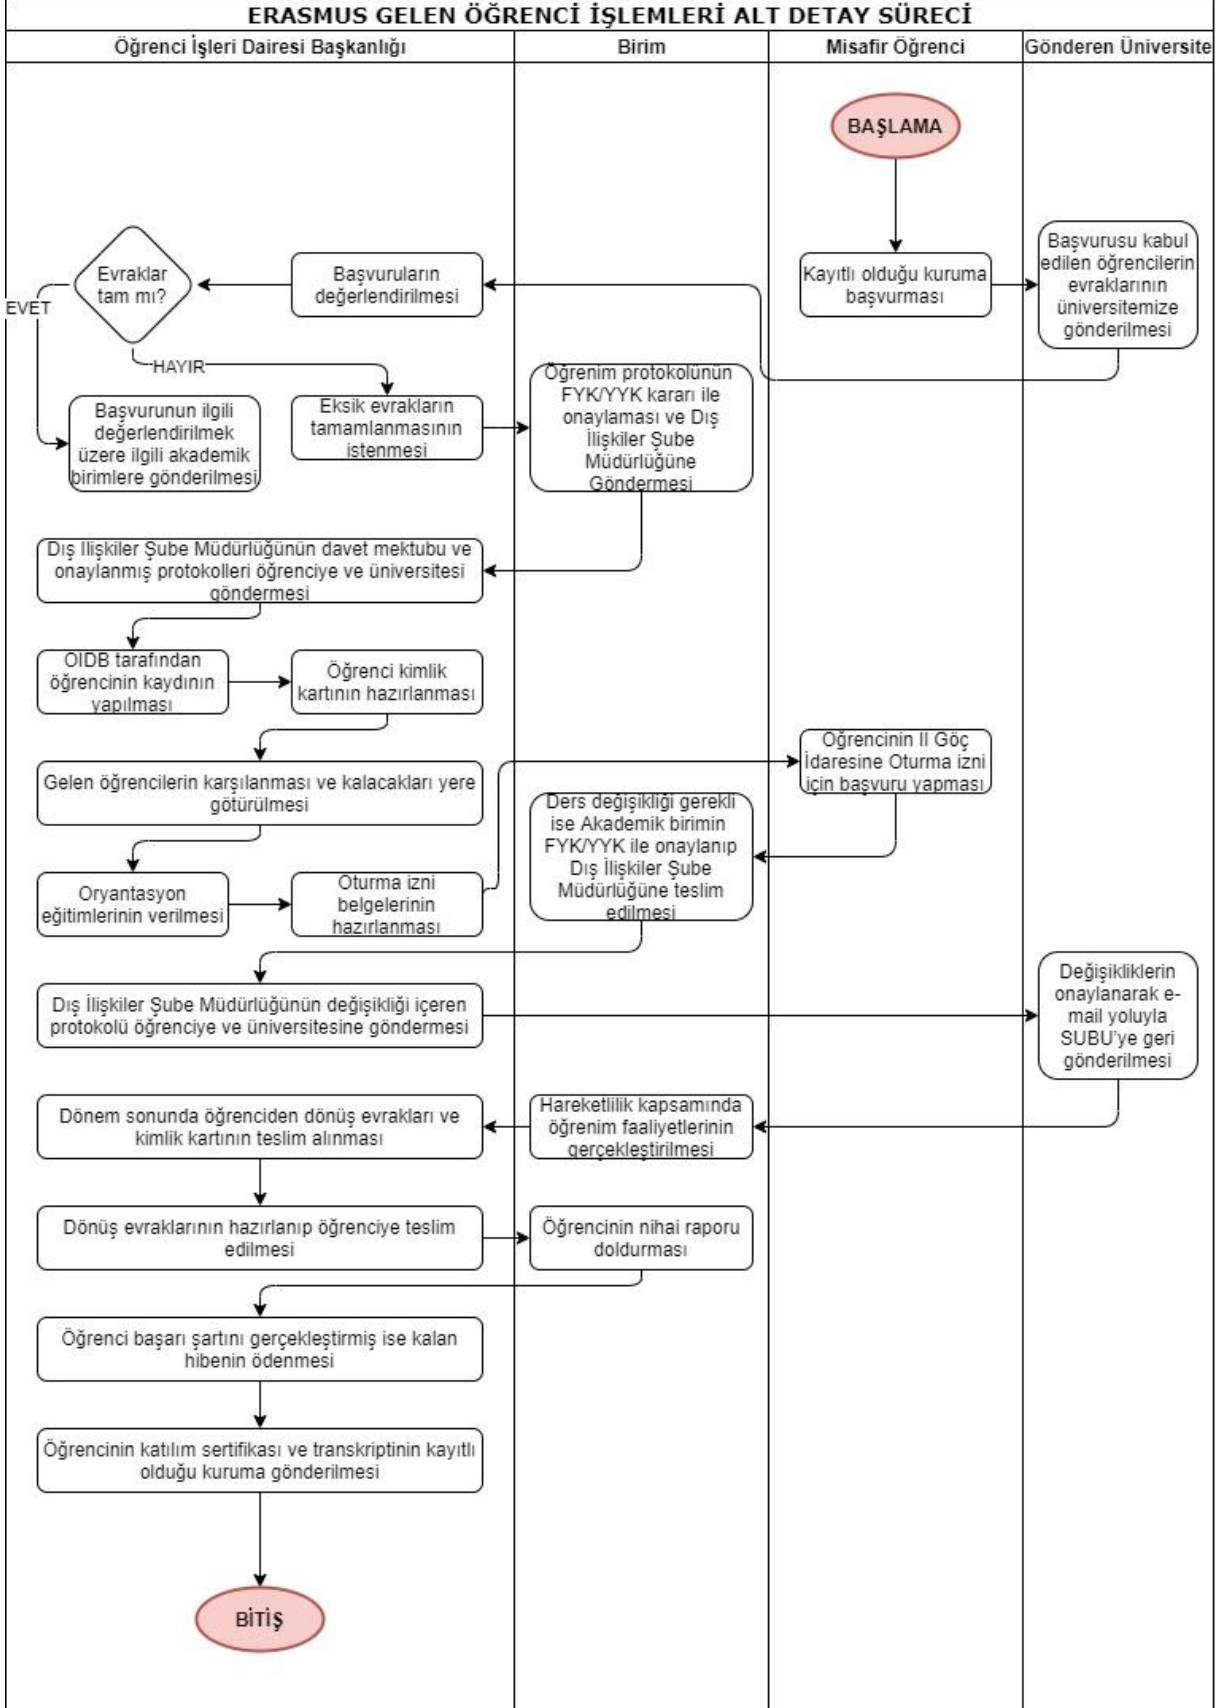 ERASMUS GELEN ÖĞRENCİ İŞLEMLERİ ALT DETAY SÜRECİ
Öğrenci İşleri Dairesi Başkanlığı
Birim
Misafir Öğrenci
Gönderen Üniversite
BAŞLAMA
Kayıtlı olduğu kuruma
başvurması
Başvurusu kabul
edilen öğrencilerin
evraklarının
üniversitemize
gönderilmesi
Başvuruların
değerlendirilmesi
Evraklar
tam mı?
EVET
HAYIR
Başvurunun ilgili
değerlendirilmek
üzere ilgili akademik
birimlere gönderilmesi
Eksik evrakların
tamamlanmasının
istenmesi
Öğrenim protokolünün
FYK/YYK kararı ile
onaylaması ve Dış
İlişkiler Şube
Müdürlüğüne
Göndermesi
Dış İlişkiler Şube Müdürlüğünün davet mektubu ve
onaylanmış protokolleri öğrenciye ve üniversitesi
göndermesi
OIDB tarafından
öğrencinin kaydının
yapılması
Öğrenci kimlik
kartının hazırlanması
Gelen öğrencilerin karşılanması ve kalacakları yere
götürülmesi
Oryantasyon
eğitimlerinin verilmesi
Oturma izni
belgelerinin
hazırlanması
Öğrencinin İl Göç
İdaresine Oturma izni
için başvuru yapması
Ders değişikliği gerekli
ise Akademik birimin
FYK/YYK ile onaylanıp
Dış İlişkiler Şube
Müdürlüğüne teslim
edilmesi
Dış İlişkiler Şube Müdürlüğünün değişikliği içeren
protokolü öğrenciye ve üniversitesine göndermesi
Değişikliklerin
onaylanarak e-
mail yoluyla
SUBU'ye geri
gönderilmesi
Hareketlilik kapsamında
öğrenim faaliyetlerinin
gerçekleştirilmesi
Dönem sonunda öğrenciden dönüş evrakları ve
kimlik kartının teslim alınması
Dönüş evraklarının hazırlanıp öğrenciye teslim
edilmesi
Öğrencinin nihai raporu
doldurması
Öğrenci başarı şartını gerçekleştirmiş ise kalan
hibenin ödenmesi
Öğrencinin katılım sertifikası ve transkriptinin kayıtlı
olduğu kuruma gönderilmesi
BİTİŞ